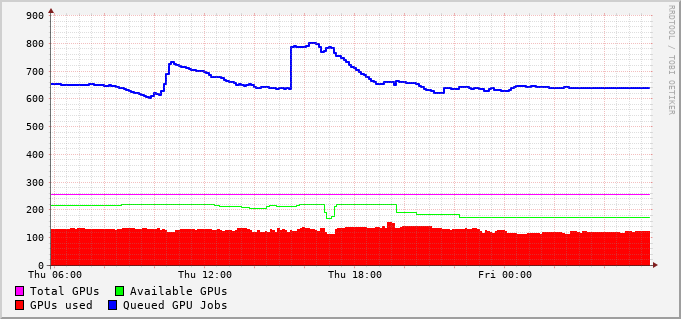 RRDTOOL / TOBI OETIKER
900
800
700
600
500
400
300
200
100
0
Thu 06:00 Thu 12:00 Thu 18:00 Fri 00:00
Total GPUs Available GPUs
GPUs used Queued GPU Jobs